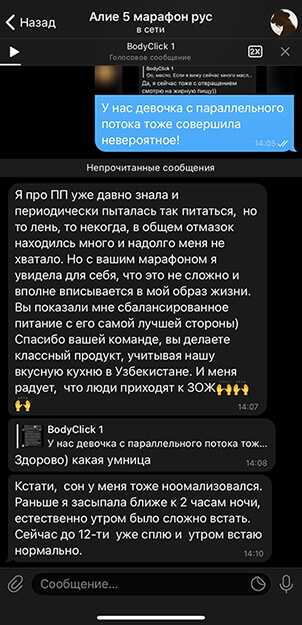 Назад
Алие 5 марафон рус
в сети
BodyClick 1
Голосовое сообщение
2X
BodyClick 1
Оо, масло. Если я вижу сейчас много масл...
Да, я сейчас тоже с отвращением
смотрю на жирную пищу))
У нас девочка с параллельного
потока тоже совершила
невероятное!
14:05
Непрочитанные сообщения
Я про ПП уже давно знала и
периодически пыталась так питаться, но
то лень, то некогда, в общем отмазок
находилсь много и надолго меня не
хватало. Но с вашим марафоном я
увидела для себя, что это не сложно и
вполне вписывается в мой образ жизни.
Вы показали мне сбалансированное
питание с его самой лучшей стороны)
Спасибо вашей команде, вы делаете
классный продукт, учитывая нашу
вкусную кухню в Узбекистане. И меня
радует, что люди приходят к ЗОЖ🙌🙌
🙌
14:07
BodyClick 1
У нас девочка с параллельного потока тож...
Здорово) какая умница
14:08
Кстати, сон у меня тоже ноомализовался.
Раньше я засыпала ближе к 2 часам ночи,
естественно утром было сложно встать.
Сейчас до 12-ти уже сплю и утром встаю
нормально.
14:10
Сообщение...